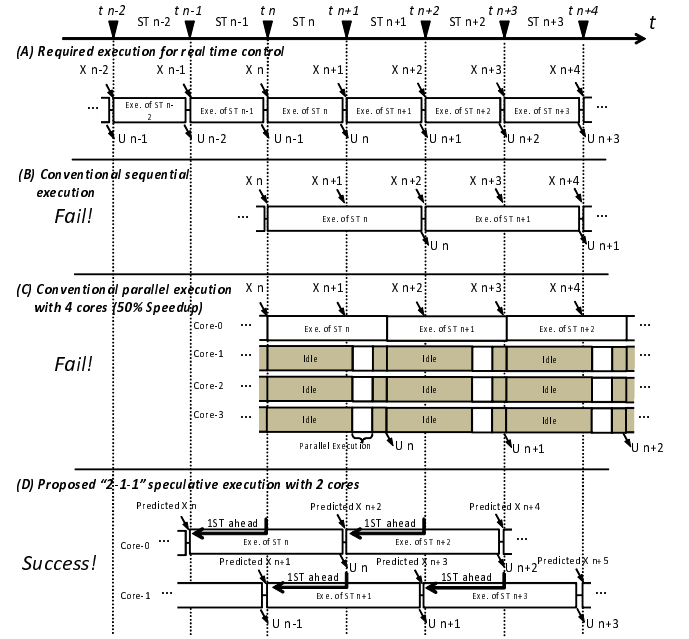 t n-2 t n-1 t n t n+1 t n+2 t n+3 t n+4
ST n-2 ST n-1 ST n ST n+1 ST n+2 ST n+3 t
(A) Required execution for real time control
X n-2 X n-1 X n X n+1 X n+2 X n+3 X n+4
... Exe. of ST n-2 Exe. of ST n-1 Exe. of ST n Exe. of ST n+1 Exe. of ST n+2 Exe. of ST n+3 ...
U n-1 U n-2 U n-1 U n U n+1 U n+2 U n+3
(B) Conventional sequential
execution
X n X n+1 X n+2 X n+3 X n+4
Fail!
... Exe. of ST n Exe. of ST n+1 ...
U n U n+1
(C) Conventional parallel execution
with 4 cores (50% Speedup)
X n X n+1 X n+2 X n+3 X n+4
Core-0 ... Exe. of ST n Exe. of ST n+1 Exe. of ST n+2 ...
Fail!
Core-1 ... Idle Idle Idle ...
Core-2 ... Idle Idle Idle ...
Core-3 ... Idle Idle Idle ...
Parallel Execution U n U n+1 U n+2
(D) Proposed “2-1-1” speculative execution with 2 cores
Predicted X n Predicted X n+2 Predicted X n+4
1ST ahead 1ST ahead
Core-0 ... Exe. of ST n Exe. of ST n+2 ...
Success!
Predicted X n+1 U n Predicted X n+3 U n+2 Predicted X n+5
1ST ahead 1ST ahead
Core-1 ... Exe. of ST n+1 Exe. of ST n+3 ...
U n-1 U n+1 U n+3